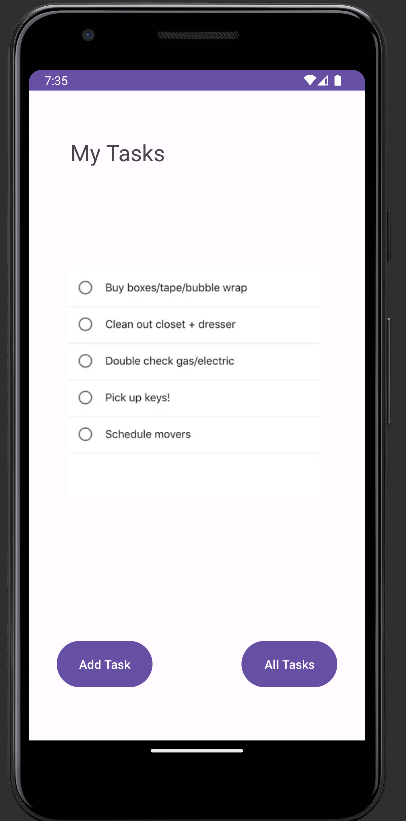 7:35
My Tasks
Buy boxes/tape/bubble wrap
Clean out closet + dresser
Double check gas/electric
Pick up keys!
Schedule movers
Add Task
All Tasks